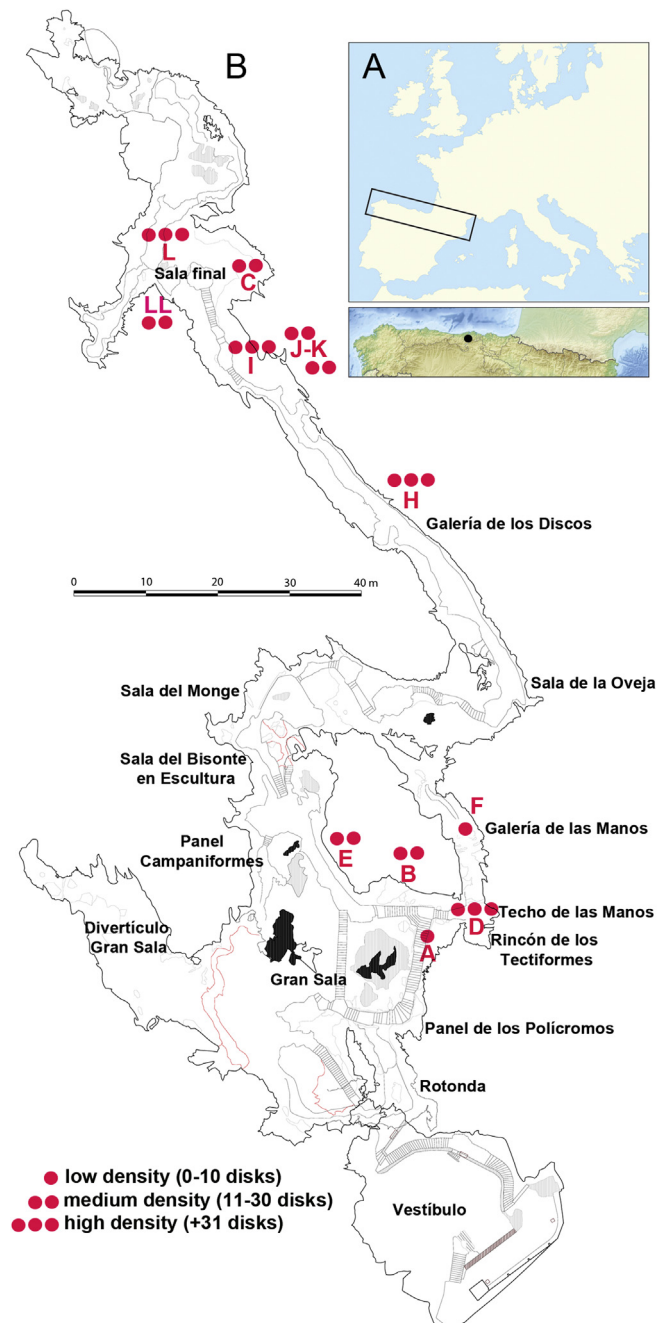 B
A
L
Sala final
C
LL
J-K
I
H
Galería de los Discos
0 10 20 30 40 m
Sala del Monge
Sala de la Oveja
Sala del Bisonte
en Escultura
F
Galería de las Manos
Panel
Campaniformes
E
B
Techo de las Manos
D
Divertículo
Gran Sala
A
Rincón de los
Tectiformes
Gran Sala
Panel de los Polícromos
Rotonda
low density (0-10 disks)
medium density (11-30 disks)
high density (+31 disks)
Vestíbulo